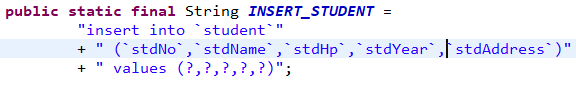 public static final String INSERT_STUDENT =
"insert into `student`"
+ " (`stdNo`,`stdName`,`stdHp`,`stdYear`,`stdAddress`)"
+ " values (?,?,?,?,?)";